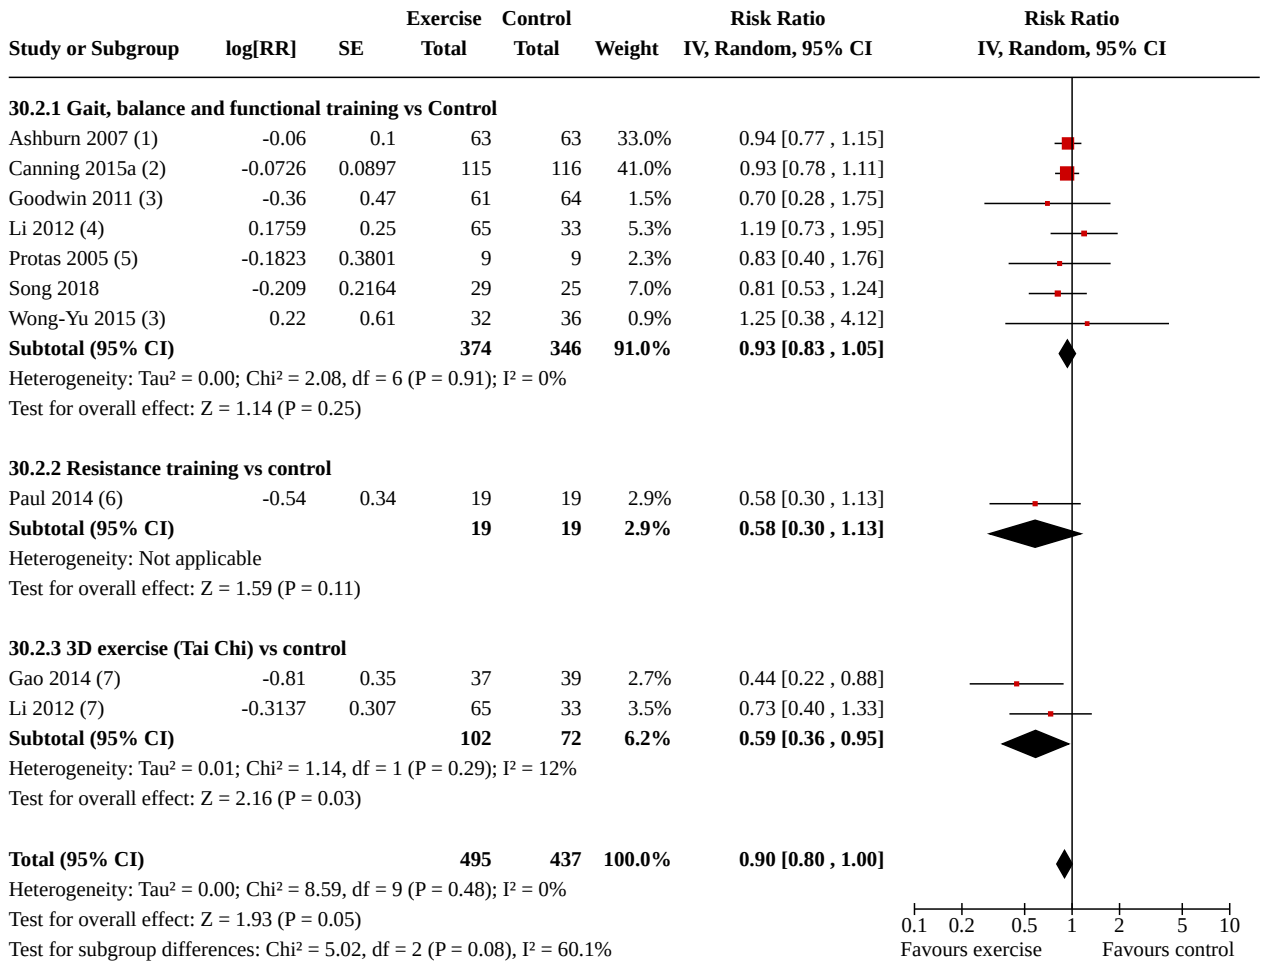 Exercise Control Risk Ratio Risk Ratio
Study or Subgroup log[RR] SE Total Total Weight IV, Random, 95% CI IV, Random, 95% CI
30.2.1 Gait, balance and functional training vs Control
Ashburn 2007 (1) -0.06 0.1 63 63 33.0% 0.94 [0.77 , 1.15]
Canning 2015a (2) -0.0726 0.0897 115 116 41.0% 0.93 [0.78 , 1.11]
Goodwin 2011 (3) -0.36 0.47 61 64 1.5% 0.70 [0.28 , 1.75]
Li 2012 (4) 0.1759 0.25 65 33 5.3% 1.19 [0.73 , 1.95]
Protas 2005 (5) -0.1823 0.3801 9 9 2.3% 0.83 [0.40 , 1.76]
Song 2018 -0.209 0.2164 29 25 7.0% 0.81 [0.53 , 1.24]
Wong-Yu 2015 (3) 0.22 0.61 32 36 0.9% 1.25 [0.38 , 4.12]
Subtotal (95% CI) 374 346 91.0% 0.93 [0.83 , 1.05]
Heterogeneity: Tau² = 0.00; Chi² = 2.08, df = 6 (P = 0.91); I² = 0%
Test for overall effect: Z = 1.14 (P = 0.25)
30.2.2 Resistance training vs control
Paul 2014 (6) -0.54 0.34 19 19 2.9% 0.58 [0.30 , 1.13]
Subtotal (95% CI) 19 19 2.9% 0.58 [0.30 , 1.13]
Heterogeneity: Not applicable
Test for overall effect: Z = 1.59 (P = 0.11)
30.2.3 3D exercise (Tai Chi) vs control
Gao 2014 (7) -0.81 0.35 37 39 2.7% 0.44 [0.22 , 0.88]
Li 2012 (7) -0.3137 0.307 65 33 3.5% 0.73 [0.40 , 1.33]
Subtotal (95% CI) 102 72 6.2% 0.59 [0.36 , 0.95]
Heterogeneity: Tau² = 0.01; Chi² = 1.14, df = 1 (P = 0.29); I² = 12%
Test for overall effect: Z = 2.16 (P = 0.03)
Total (95% CI) 495 437 100.0% 0.90 [0.80 , 1.00]
Heterogeneity: Tau² = 0.00; Chi² = 8.59, df = 9 (P = 0.48); I² = 0%
Test for overall effect: Z = 1.93 (P = 0.05) 0.1 0.2 0.5 1 2 5 10
Test for subgroup differences: Chi² = 5.02, df = 2 (P = 0.08), I² = 60.1% Favours exercise Favours control